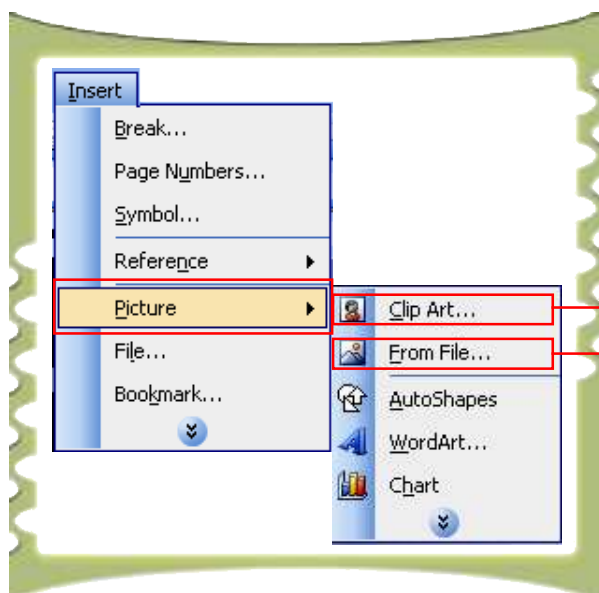 Insert
Break...
Page Numbers...
Symbol...
Reference
Picture
File...
Bookmark...
Clip Art...
From File...
AutoShapes
WordArt...
Chart